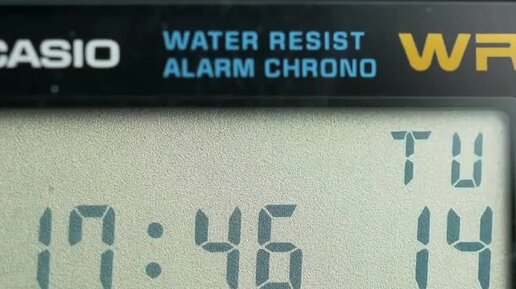 CASIO WATER RESIST WR
ALARM CHRONO
TU
17:46 14